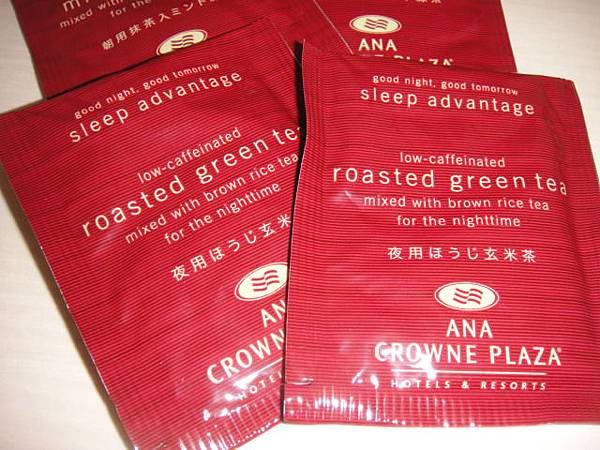 mixed with brown
for the n
朝用抹茶入ミント
ANA
NE PLAZA
good night, good tomorrow
sleep advantage
low-caffeinated
roasted green tea
mixed with brown rice tea
for the nighttime
夜用ほうじ玄米茶
ANA
CROWNE
HOTEL
good night, good tomorrow
sleep advantage
low-caffeinated
roasted green tea
mixed with brown rice tea
for the nighttime
夜用ほうじ玄米茶
ANA
CROWNE PLAZA®
HOTELS & RESORTS